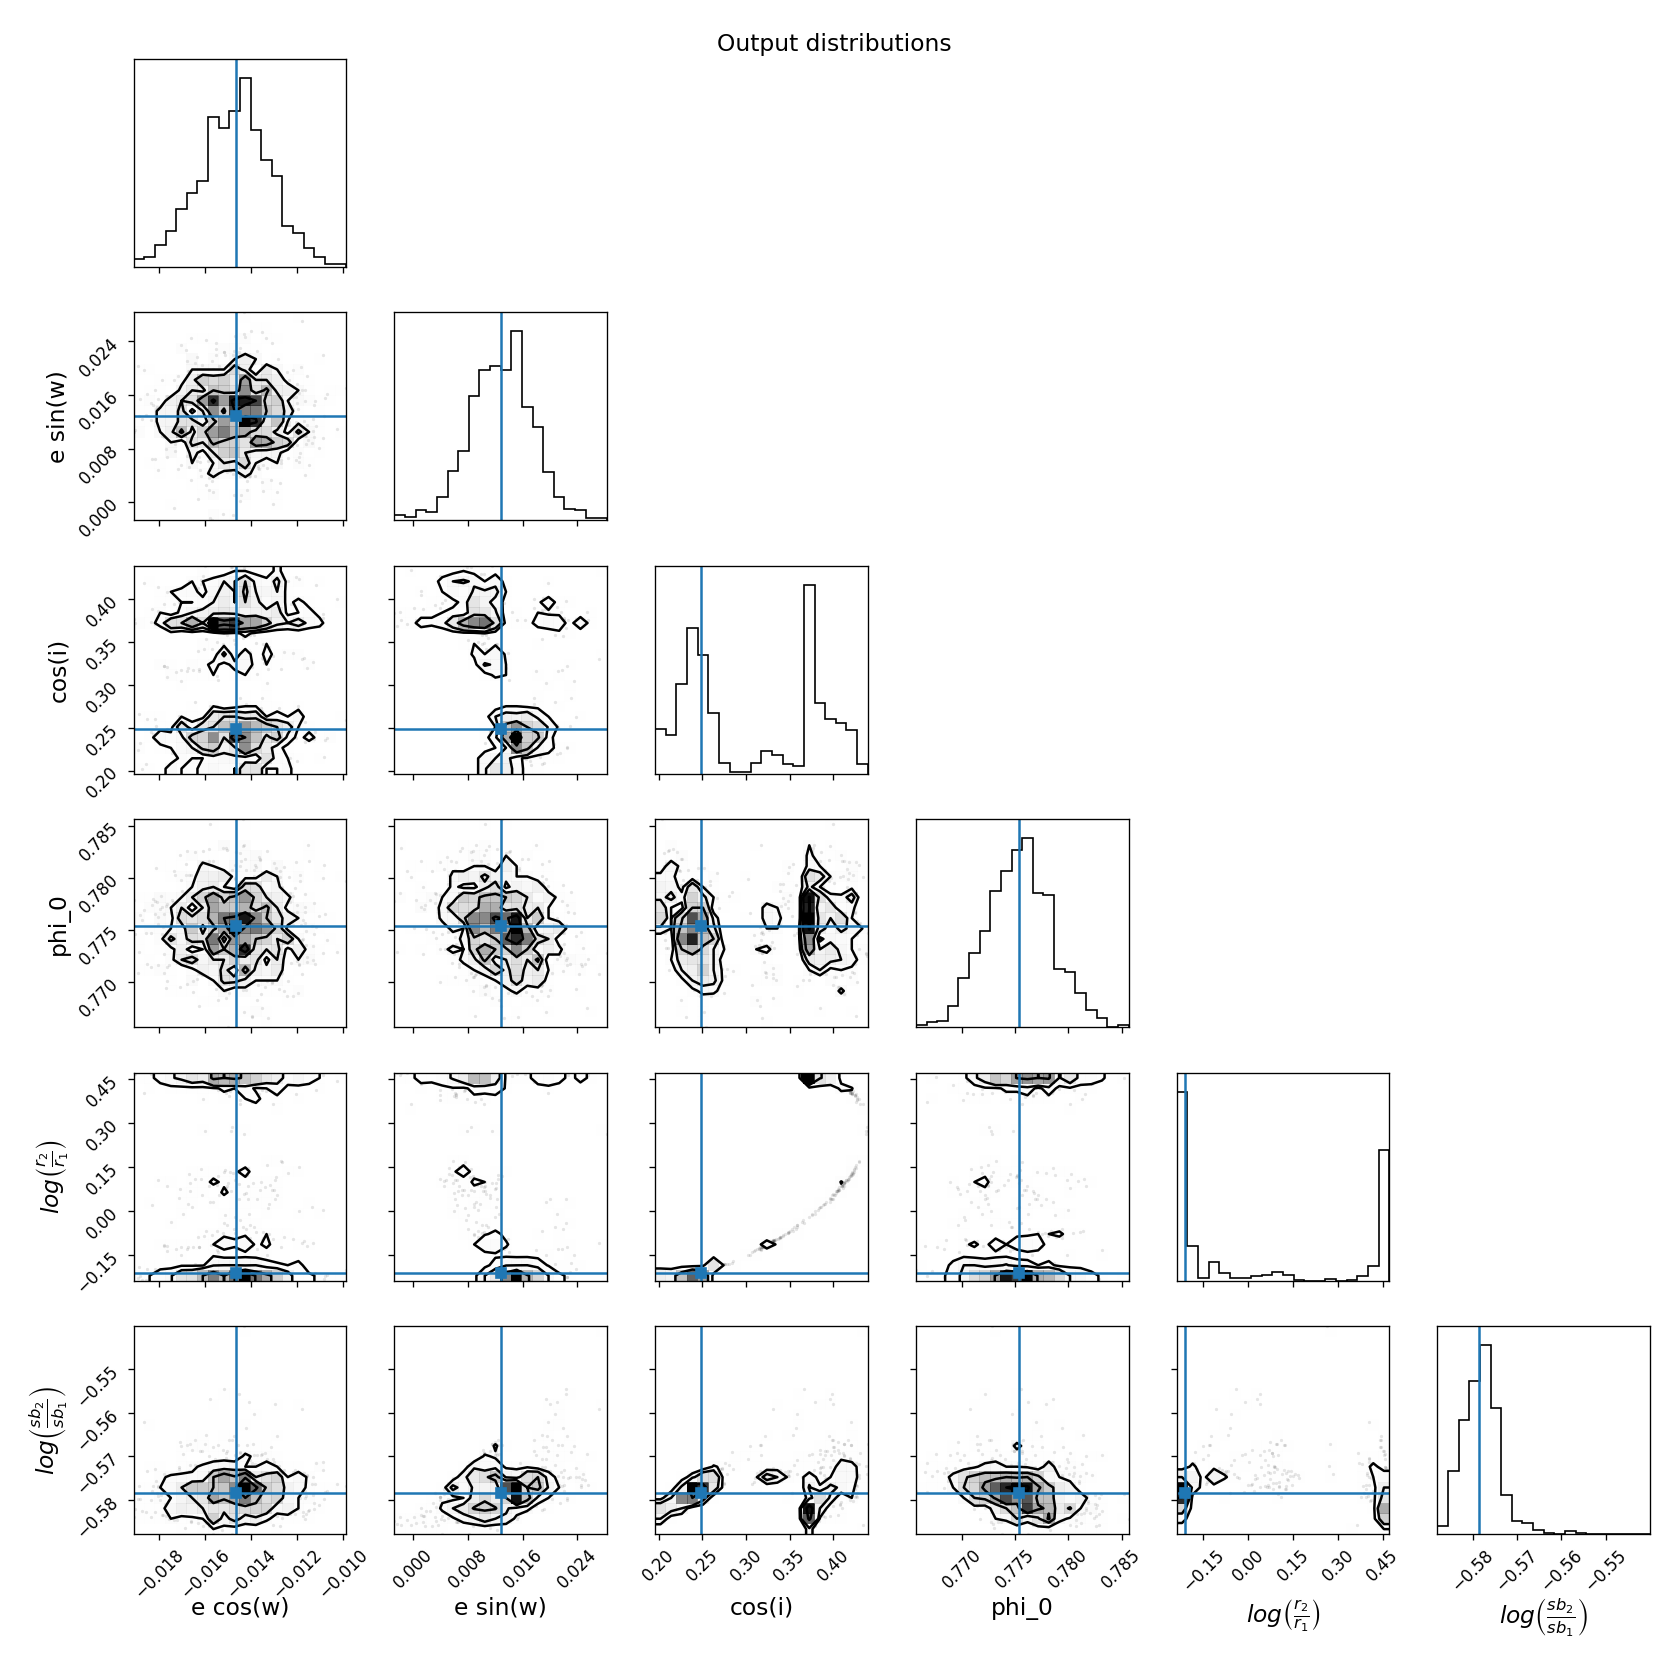 Output distributions
e sin(w)
0.024
0.016
0.008
0.000
cos(i)
0.40
0.35
0.30
0.25
0.20
phi_0
0.785
0.780
0.775
0.770
log(r₂/r₁)
0.45
0.30
0.15
0.00
−0.15
log(sb₂/sb₁)
−0.55
−0.56
−0.57
−0.58
−0.018 −0.016 −0.014 −0.012 −0.010
0.000 0.008 0.016 0.024
0.20 0.25 0.30 0.35 0.40
0.770 0.775 0.780 0.785
−0.15 0.00 0.15 0.30 0.45
−0.58 −0.57 −0.56 −0.55
e cos(w)
e sin(w)
cos(i)
phi_0
log(r₂/r₁)
log(sb₂/sb₁)